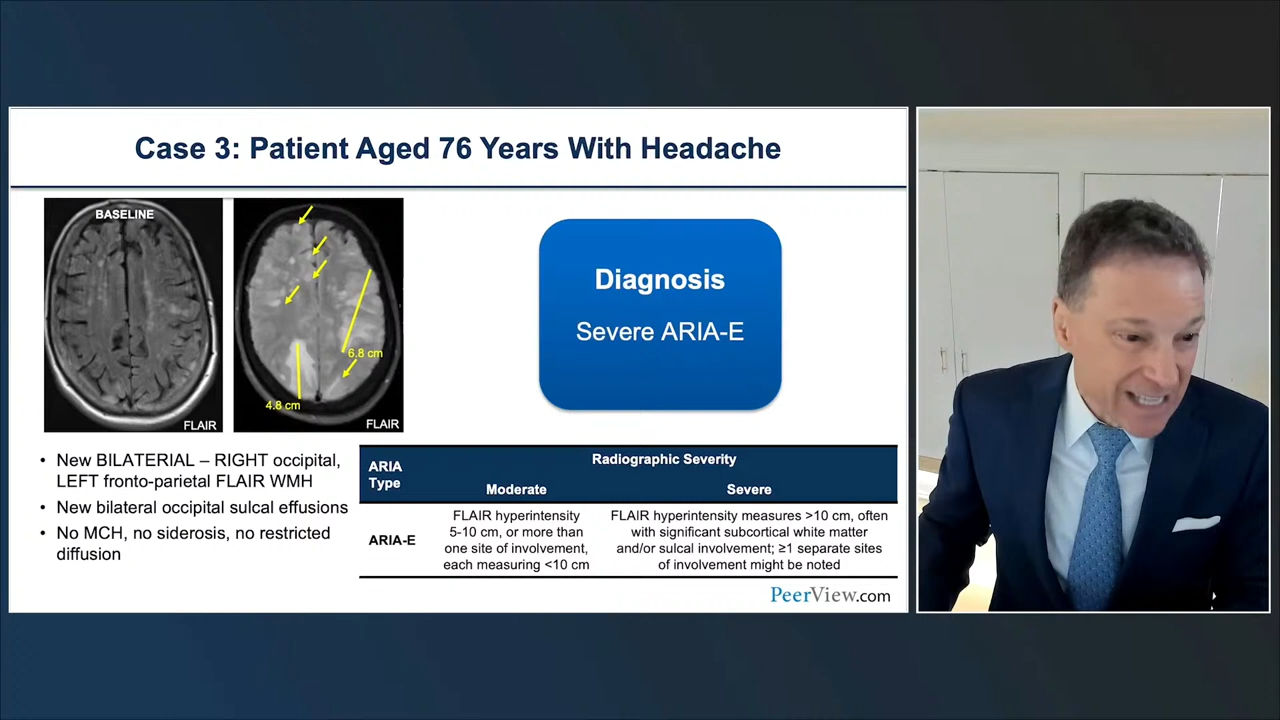 Case 3: Patient Aged 76 Years With Headache
BASELINE
FLAIR
6.8 cm
4.8 cm
FLAIR
Diagnosis
Severe ARIA-E
• New BILATERIAL – RIGHT occipital,
LEFT fronto-parietal FLAIR WMH
• New bilateral occipital sulcal effusions
• No MCH, no siderosis, no restricted
diffusion
ARIA
Type
Radiographic Severity
Moderate
Severe
ARIA-E
FLAIR hyperintensity
5-10 cm, or more than
one site of involvement,
each measuring <10 cm
FLAIR hyperintensity measures >10 cm, often
with significant subcortical white matter
and/or sulcal involvement; ≥1 separate sites
of involvement might be noted
PeerView.com